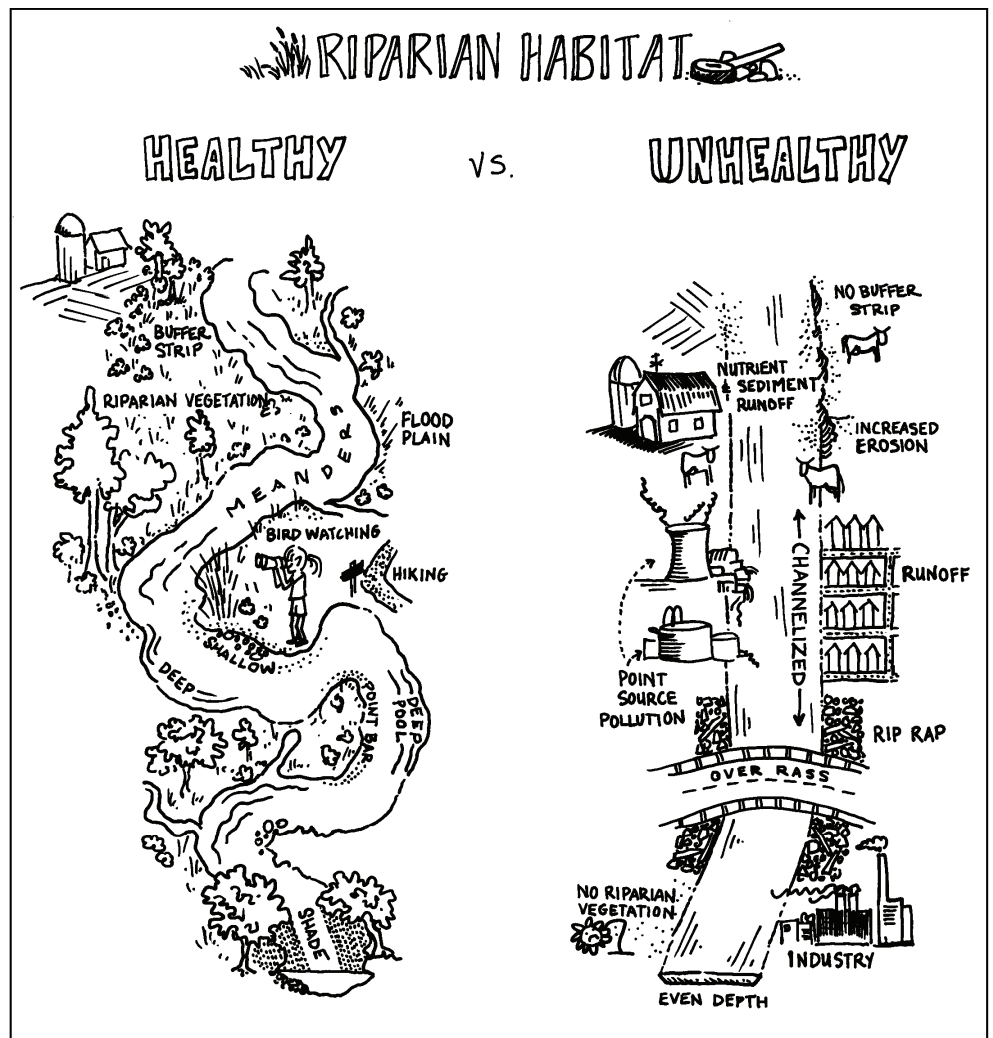 RIPARIAN HABITAT
HEALTHY
VS.
UNHEALTHY
BUFFER
STRIP
RIPARIAN VEGETATION
MEANDERS
FLOOD
PLAIN
BIRD WATCHING
HIKING
SHALLOW
DEEP
POINT BAR
DEEP
POOL
SHADE
NO BUFFER
STRIP
NUTRIENT
& SEDIMENT
RUNOFF
INCREASED
EROSION
CHANNELIZED
RUNOFF
POINT
SOURCE
POLLUTION
RIP RAP
OVER RASS
NO RIPARIAN
VEGETATION
INDUSTRY
EVEN DEPTH